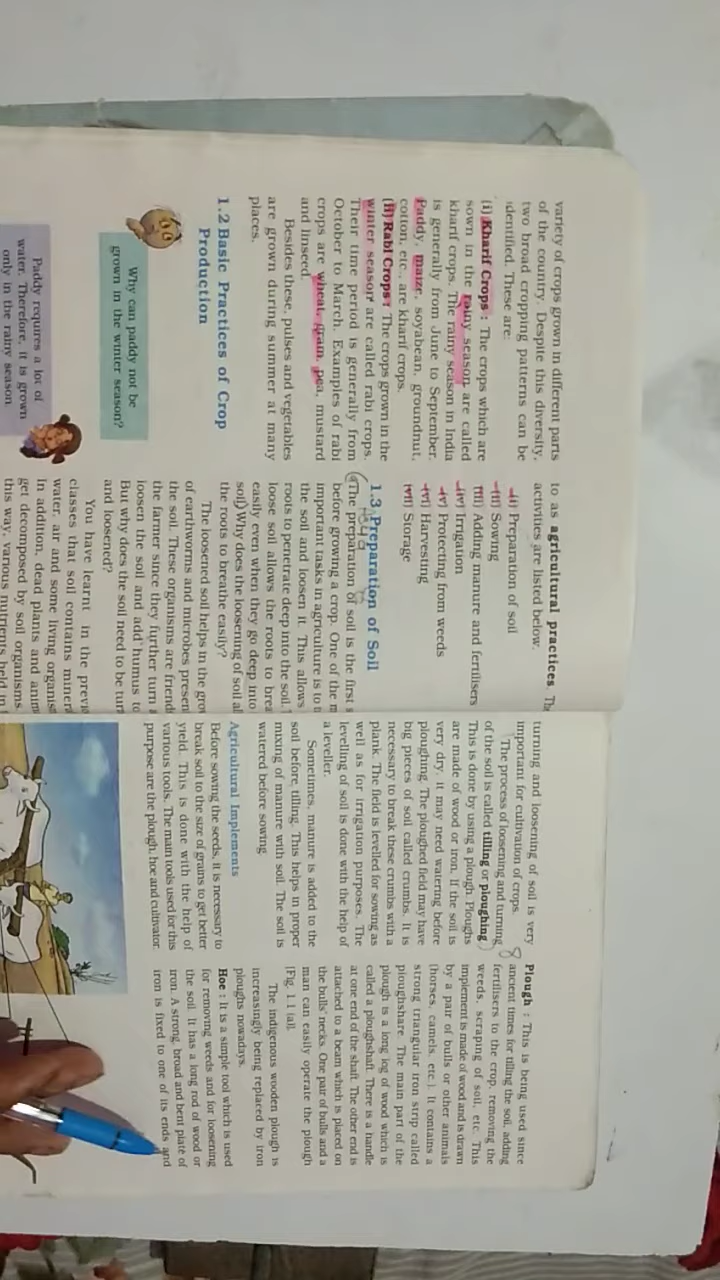 variety of crops grown in different parts
of the country. Despite this diversity,
two broad cropping patterns can be
identified. These are:
(i) Kharif Crops : The crops which are
sown in the rainy season are called
kharif crops. The rainy season in India
is generally from June to September.
Paddy, maize, soyabean, groundnut,
cotton, etc., are kharif crops.
(ii) Rabi Crops : The crops grown in the
winter season are called rabi crops.
Their time period is generally from
October to March. Examples of rabi
crops are wheat, gram, pea, mustard
and linseed.
Besides these, pulses and vegetables
are grown during summer at many
places.
1.2 Basic Practices of Crop
Production
Why can paddy not be
grown in the winter season?
Paddy requires a lot of
water. Therefore, it is grown
only in the rainy season.
to as agricultural practices.
activities are listed below.
(i) Preparation of soil
(ii) Sowing
(iii) Adding manure and fertilisers
(iv) Irrigation
(v) Protecting from weeds
(vi) Harvesting
(vii) Storage
1.3 Preparation of Soil
The preparation of soil is the first
before growing a crop. One of the
important tasks in agriculture is to
the soil and loosen it. This allows
roots to penetrate deep into the soil.
loose soil allows the roots to
easily even when they go deep into
soil. Why does the loosening of soil
the roots to breathe easily?
The loosened soil helps in the
of earthworms and microbes
the soil. These organisms are
the farmer since they further turn
loosen the soil and add humus to
But why does the soil need to be
and loosened?
You have learnt in the
classes that soil contains
water, air and some living
In addition, dead plants and
get decomposed by soil organisms
this way, various nutrients held in
turning and loosening of soil is very
important for cultivation of crops.
The process of loosening and turning
of the soil is called tilling or ploughing.
This is done by using a plough. Ploughs
are made of wood or iron. If the soil is
very dry, it may need watering before
ploughing. The ploughed field may have
big pieces of soil called crumbs. It is
necessary to break these crumbs with a
plank. The field is levelled for sowing as
well as for irrigation purposes. The
levelling of soil is done with the help of
a leveller.
Sometimes, manure is added to the
soil before tilling. This helps in proper
mixing of manure with soil. The soil is
watered before sowing.
Agricultural Implements
Before sowing the seeds, it is necessary to
break soil to the size of grains to get better
yield. This is done with the help of
various tools. The main tools used for this
purpose are the plough, hoe and cultivator.
8
Plough : This is being used since
ancient times for tilling the soil, adding
fertilisers to the crop, removing the
weeds, scraping of soil, etc. This
implement is made of wood and is drawn
by a pair of bulls or other animals
(horses, camels, etc.). It contains a
strong triangular iron strip called
ploughshare. The main part of the
plough is a long log of wood which is
called a ploughshaft. There is a handle
at one end of the shaft. The other end is
attached to a beam which is placed on
the bulls' necks. One pair of bulls and a
man can easily operate the plough
[Fig. 1.1 (a)].
The indigenous wooden plough is
increasingly being replaced by iron
ploughs nowadays.
Hoe : It is a simple tool which is used
for removing weeds and for loosening
the soil. It has a long rod of wood or
iron. A strong, broad and bent plate of
iron is fixed to one of its ends and